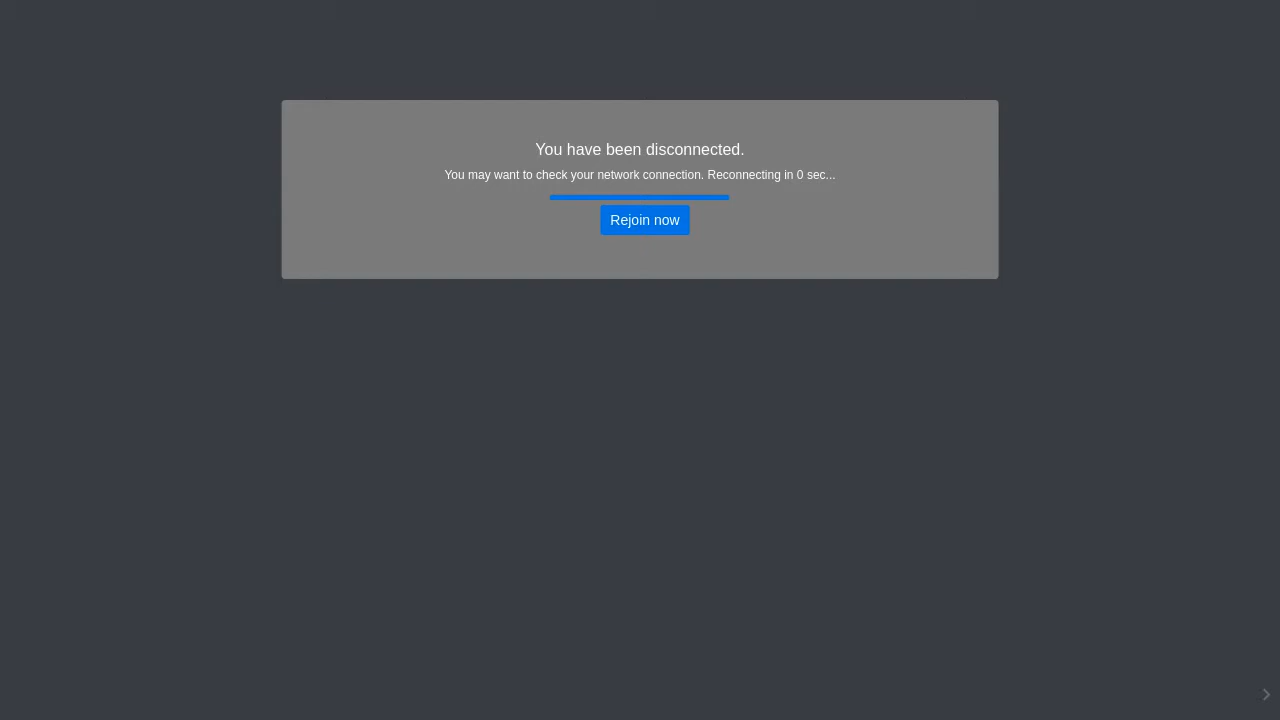 You have been disconnected.
You may want to check your network connection. Reconnecting in 0 sec...
Rejoin now